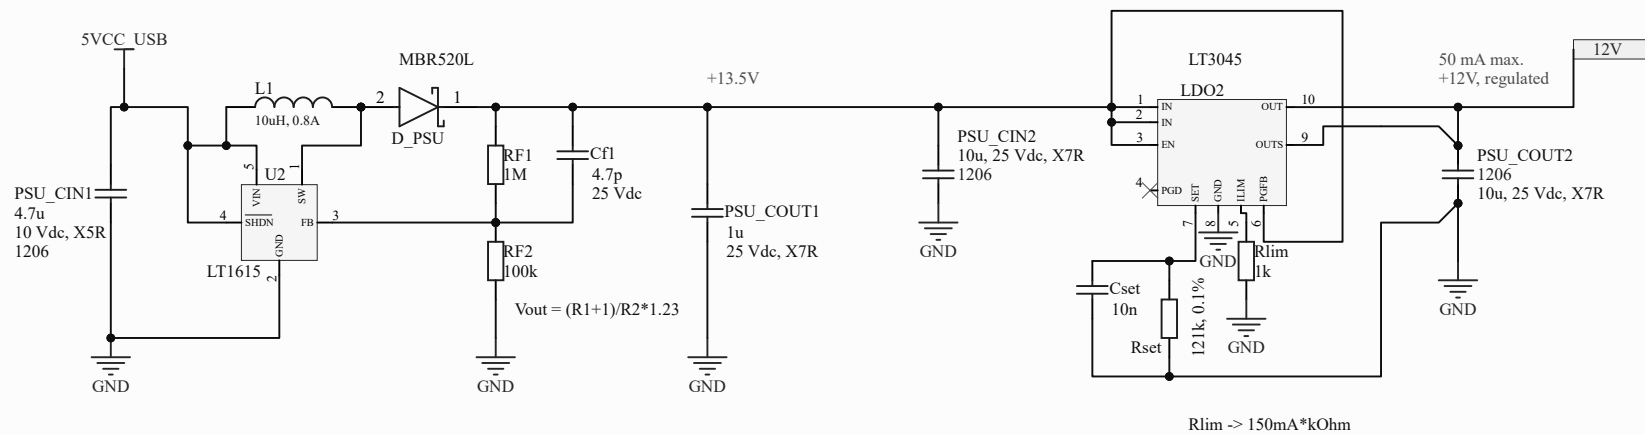 5VCC_USB
L1
10uH, 0.8A
MBR520L
2
1
D_PSU
+13.5V
PSU_CIN1
4.7u
10 Vdc, X5R
1206
U2
5
1
VIN
SW
4
SHDN
FB
3
GND
LT1615
2
GND
RF1
1M
Cf1
4.7p
25 Vdc
RF2
100k
Vout = (R1+1)/R2*1.23
GND
PSU_COUT1
1u
25 Vdc, X7R
GND
PSU_CIN2
10u, 25 Vdc, X7R
1206
GND
LT3045
LDO2
1
IN
2
IN
3
EN
4
PGD
OUT
10
OUTS
9
SET
GND
ILIM
PGFB
7
8
5
6
GND
Rlim
1k
GND
Cset
10n
Rset
121k, 0.1%
50 mA max.
+12V, regulated
12V
PSU_COUT2
1206
10u, 25 Vdc, X7R
GND
Rlim -> 150mA*kOhm